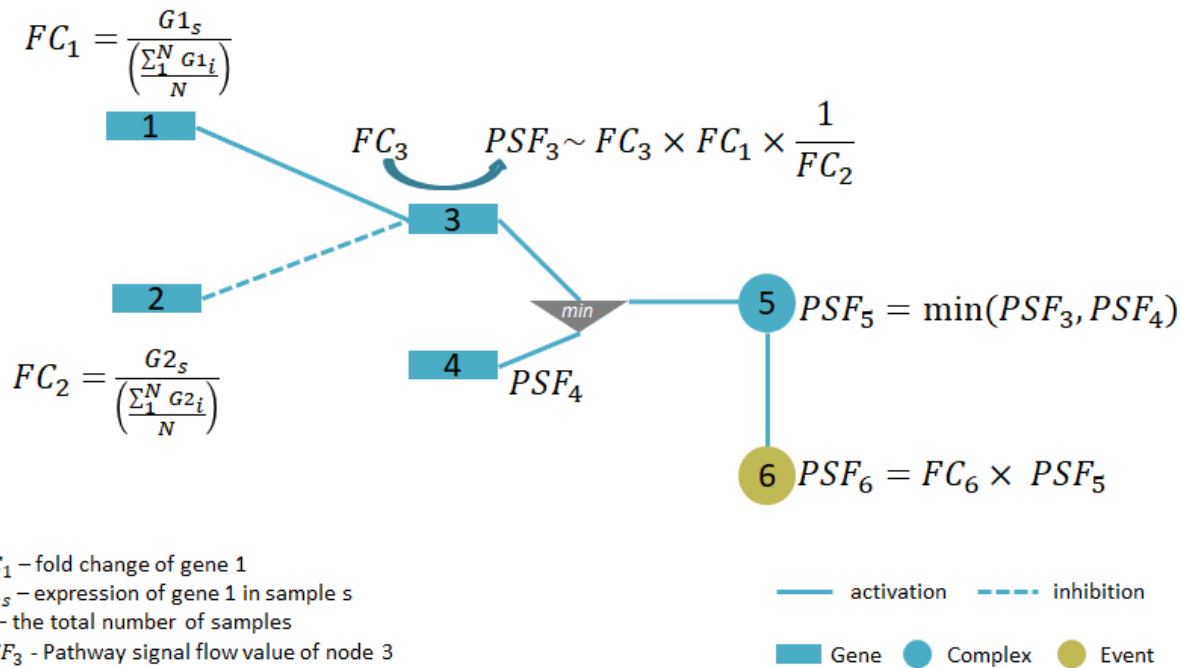 FC₁ = G1ₛ / (∑₁ᴺ G1ᵢ / N)
1
FC₃ PSF₃~ FC₃ × FC₁ × 1/FC₂
3
2
min
5 PSF₅ = min(PSF₃, PSF₄)
4
PSF₄
FC₂ = G2ₛ / (∑₁ᴺ G2ᵢ / N)
6 PSF₆ = FC₆ × PSF₅
C₁ – fold change of gene 1
ₛ – expression of gene 1 in sample s
– the total number of samples
F₃ - Pathway signal flow value of node 3
activation inhibition
Gene Complex Event